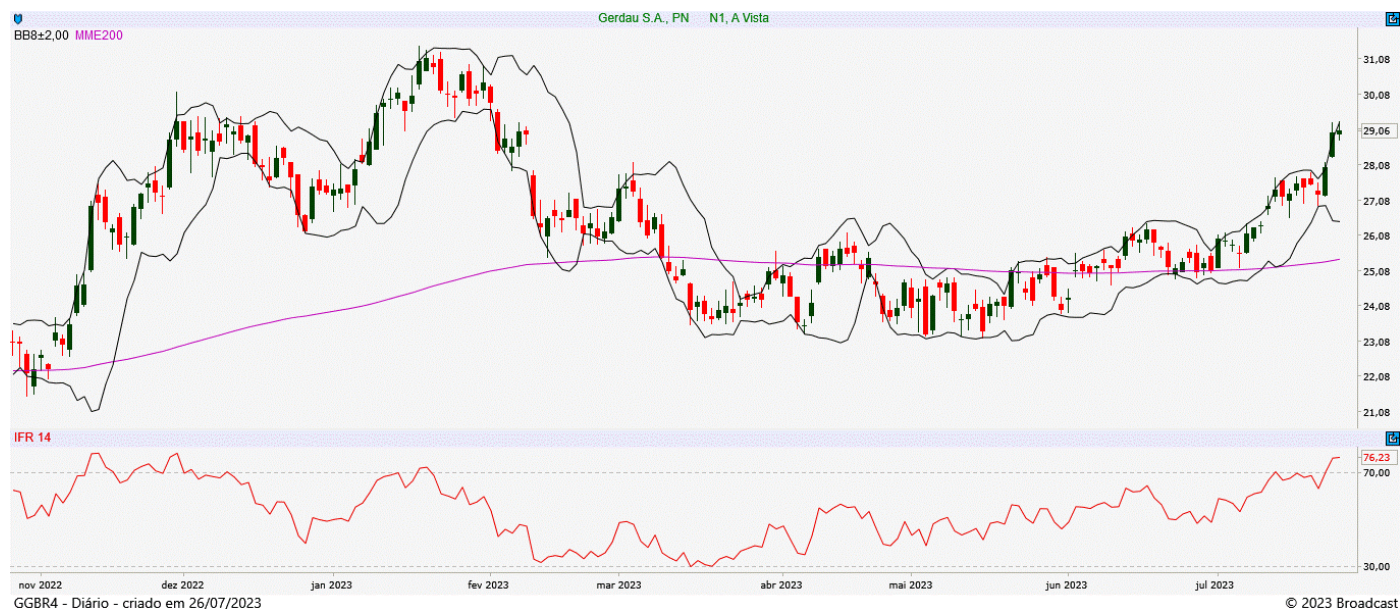 Gerdau S.A., PN N1, A Vista
BB8±2,00 MME200
31,08
30,08
29,06
28,08
27,08
26,08
25,08
24,08
23,08
22,08
21,08
IFR 14
76,23
70,00
30,00
nov 2022 dez 2022 jan 2023 fev 2023 mar 2023 abr 2023 mai 2023 jun 2023 jul 2023
GGBR4 - Diário - criado em 26/07/2023 © 2023 Broadcast